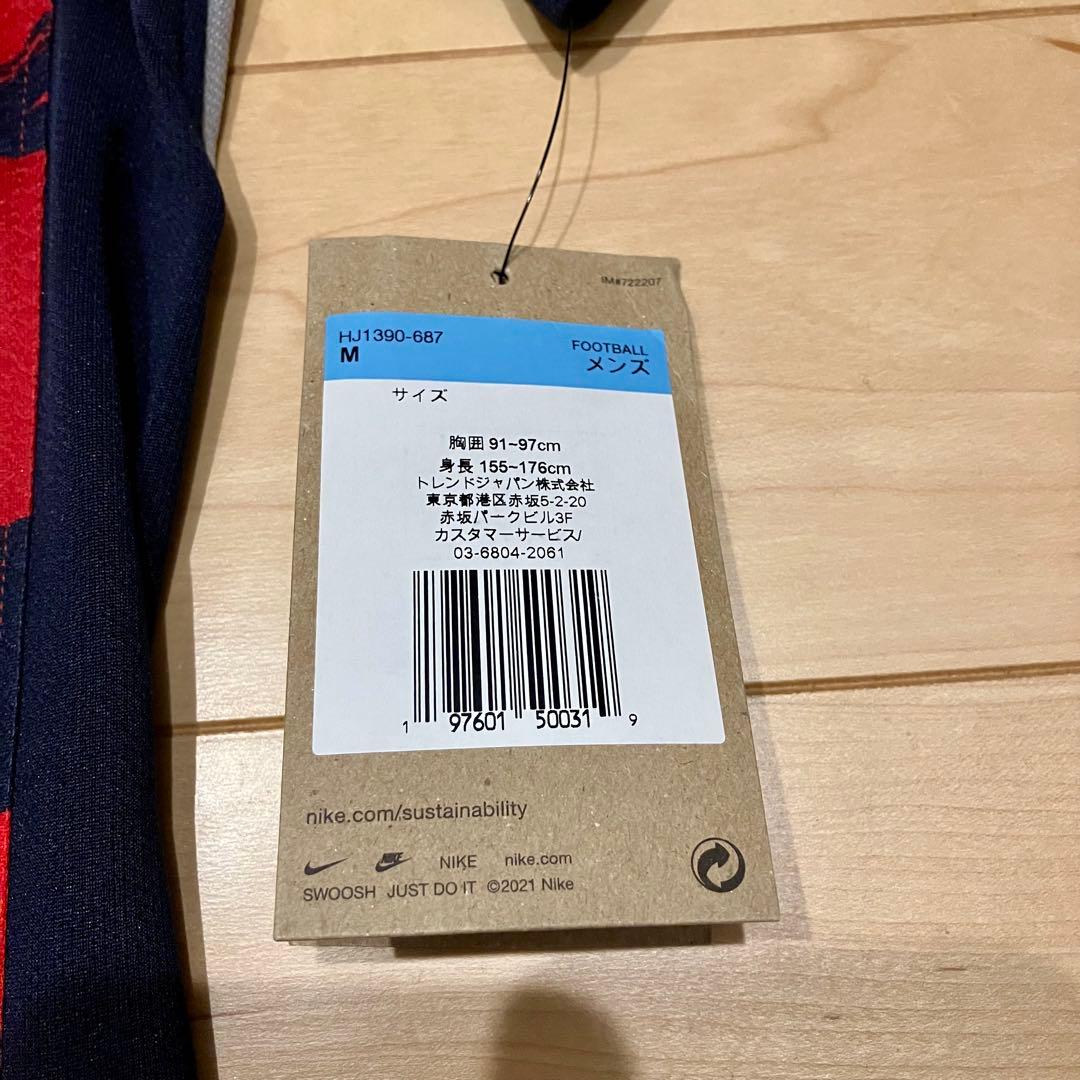 IM#722207
HJ1390-687
M
FOOTBALL
メンズ
サイズ
胸囲 91~97cm
身長 155~176cm
トレンドジャパン株式会社
東京都港区赤坂5-2-20
赤坂パークビル3F
カスタマーサービス/
03-6804-2061
1 97601 50031 9
nike.com/sustainability
NIKE NIKE nike.com
SWOOSH JUST DO IT ©2021 Nike